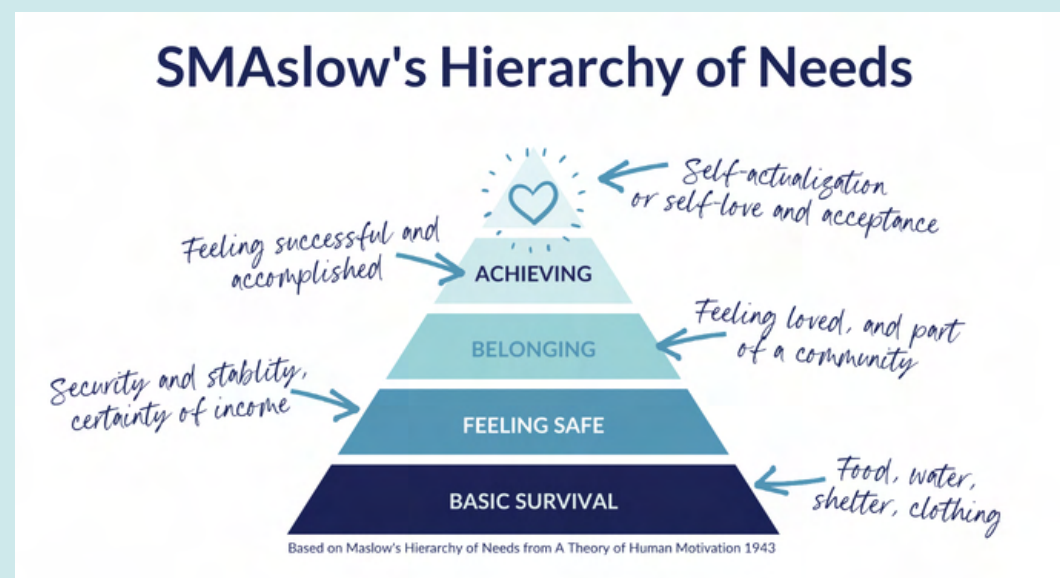 SMAslow's Hierarchy of Needs
Self-actualization
or self-love and acceptance
Feeling successful and
accomplished
ACHIEVING
Feeling loved, and part
of a community
BELONGING
Security and stablity,
certainty of income
FEELING SAFE
Food, water,
shelter, clothing
BASIC SURVIVAL
Based on Maslow's Hierarchy of Needs from A Theory of Human Motivation 1943